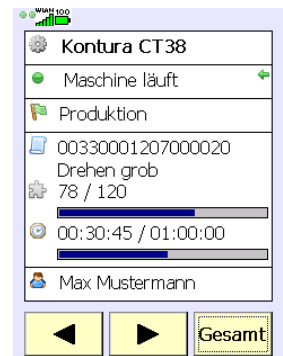 WLAN 100
Kontura CT38
Maschine läuft
Produktion
00330001207000020
Drehen grob
78 / 120
00:30:45 / 01:00:00
Max Mustermann
Gesamt